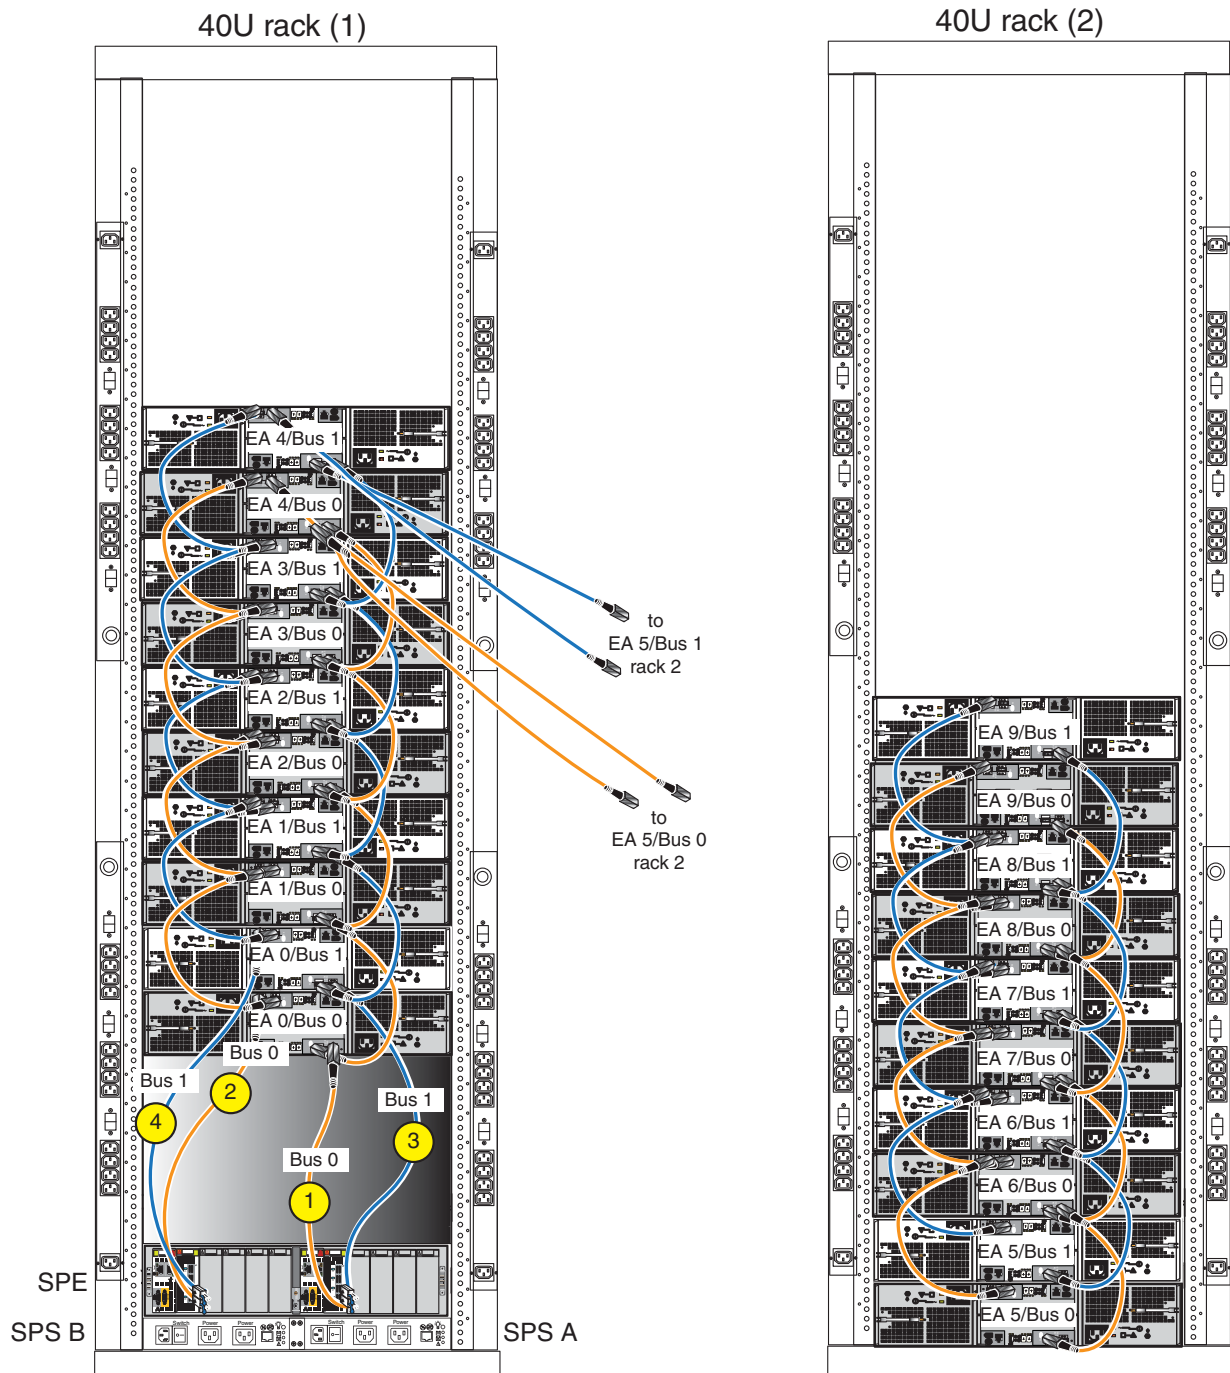 40U rack (1)
40U rack (2)
EA 4/Bus 1
EA 4/Bus 0
EA 3/Bus 1
EA 3/Bus 0
EA 2/Bus 1
EA 2/Bus 0
EA 1/Bus 1
EA 1/Bus 0
EA 0/Bus 1
EA 0/Bus 0
to
EA 5/Bus 1
rack 2
to
EA 5/Bus 0
rack 2
EA 9/Bus 1
EA 9/Bus 0
EA 8/Bus 1
EA 8/Bus 0
EA 7/Bus 1
EA 7/Bus 0
EA 6/Bus 1
EA 6/Bus 0
EA 5/Bus 1
EA 5/Bus 0
Bus 0
Bus 1
2
4
Bus 1
3
Bus 0
1
SPE
SPS B
Switch Power Power
Switch Power Power
SPS A